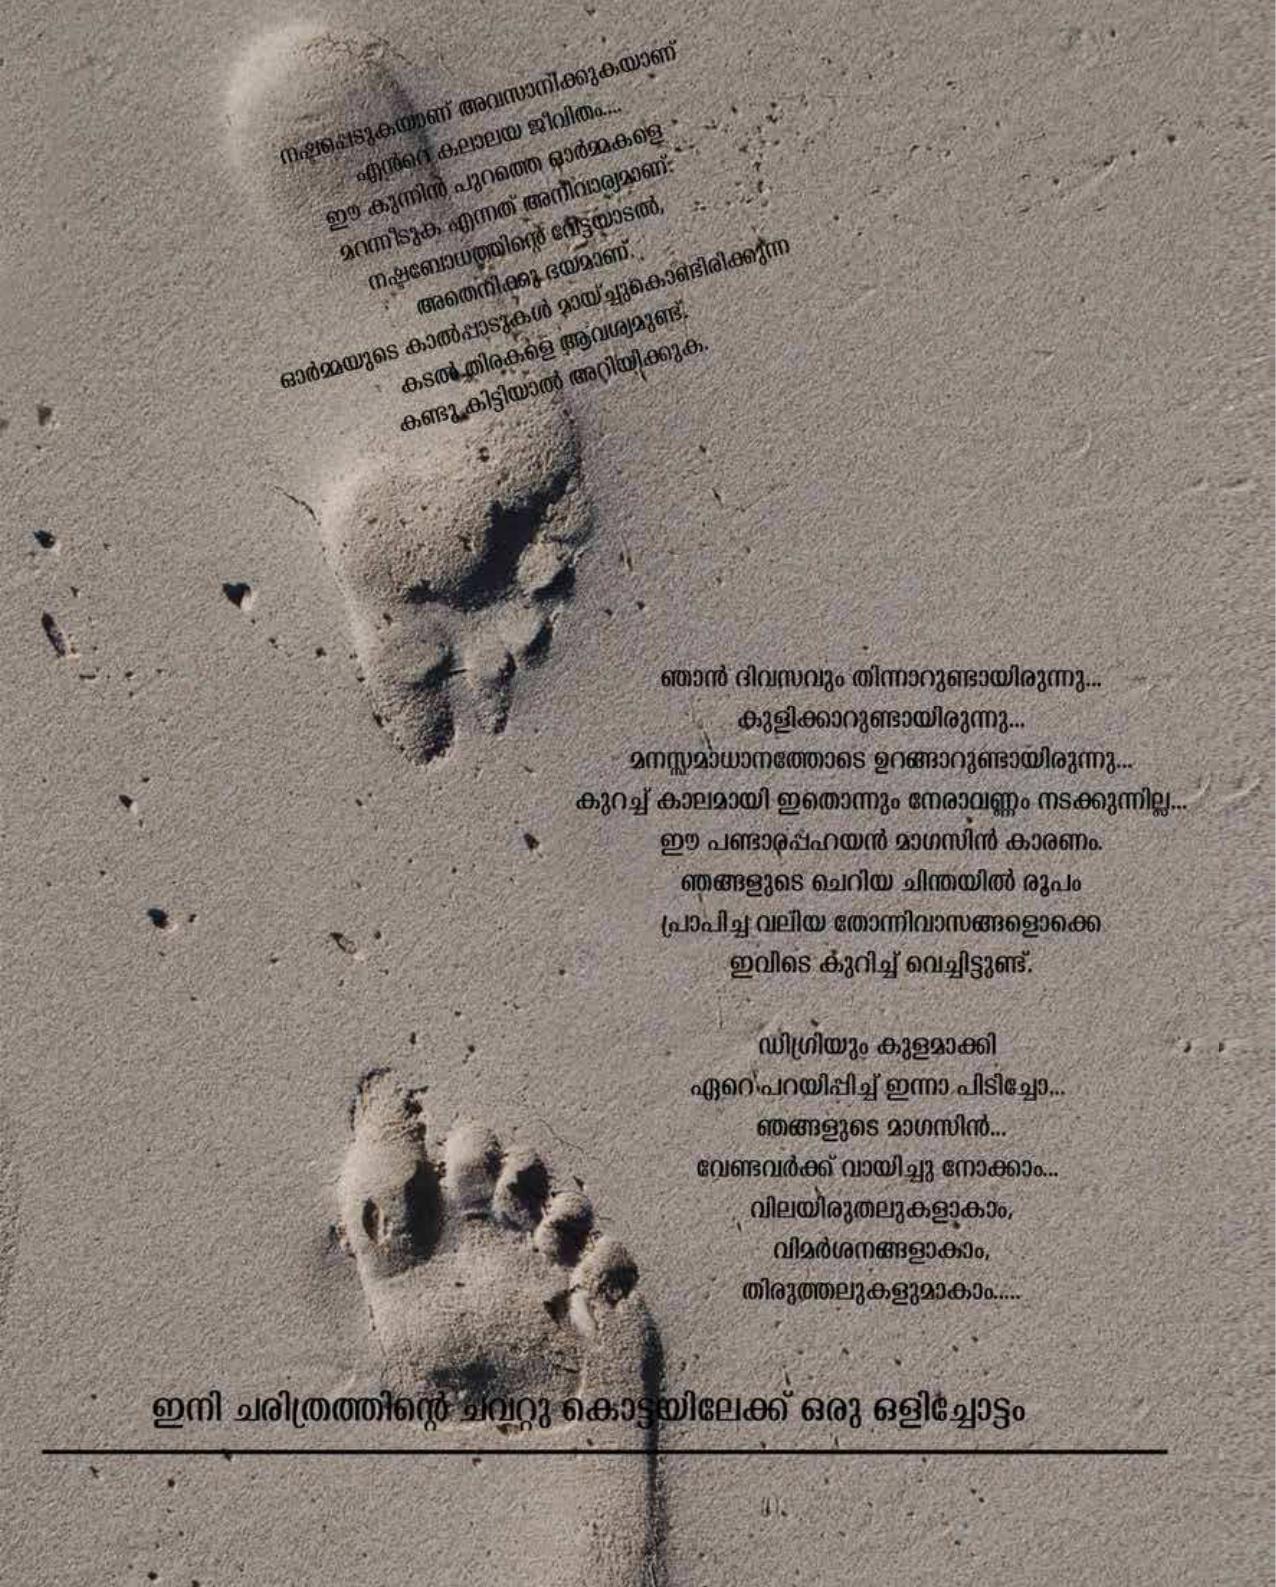 നഷ്ടപ്പെടുകയാണ് അവസാനിക്കുകയാണ്
എൻറെ കലാലയ ജീവിതം....
ഈ കുന്നിൻ പുറത്തെ ഓർമ്മകളെ
മറന്നീടുക എന്നത് അനിവാര്യമാണ്.
നഷ്ടബോധത്തിന്റെ വേട്ടയാടൽ,
അതെനിക്കു ഭയമാണ്.
ഓർമ്മയുടെ കാൽപ്പാടുകൾ മായ്ച്ചുകൊണ്ടിരിക്കുന്ന
കടൽ തിരകളെ ആവശ്യമുണ്ട്.
കണ്ടു കിട്ടിയാൽ അറിയിക്കുക.
ഞാൻ ദിവസവും തിന്നാറുണ്ടായിരുന്നു...
കുളിക്കാറുണ്ടായിരുന്നു...
മനസ്സമാധാനത്തോടെ ഉറങ്ങാറുണ്ടായിരുന്നു...
കുറച്ച് കാലമായി ഇതൊന്നും നേരാവണ്ണം നടക്കുന്നില്ല...
ഈ പണ്ടാരപ്പഹയൻ മാഗസിൻ കാരണം.
ഞങ്ങളുടെ ചെറിയ ചിന്തയിൽ രൂപം
പ്രാപിച്ച വലിയ തോന്നിവാസങ്ങളൊക്കെ
ഇവിടെ കുറിച്ച് വെച്ചിട്ടുണ്ട്.
ഡിഗ്രിയും കുളമാക്കി
ഏറെ പറയിപ്പിച്ച് ഇന്നാ പിടിച്ചോ...
ഞങ്ങളുടെ മാഗസിൻ...
വേണ്ടവർക്ക് വായിച്ചു നോക്കാം...
വിലയിരുതലുകളാകാം,
വിമർശനങ്ങളാകാം,
തിരുത്തലുകളുമാകാം.....
ഇനി ചരിത്രത്തിന്റെ ചവറ്റു കൊട്ടയിലേക്ക് ഒരു ഒളിച്ചോട്ടം